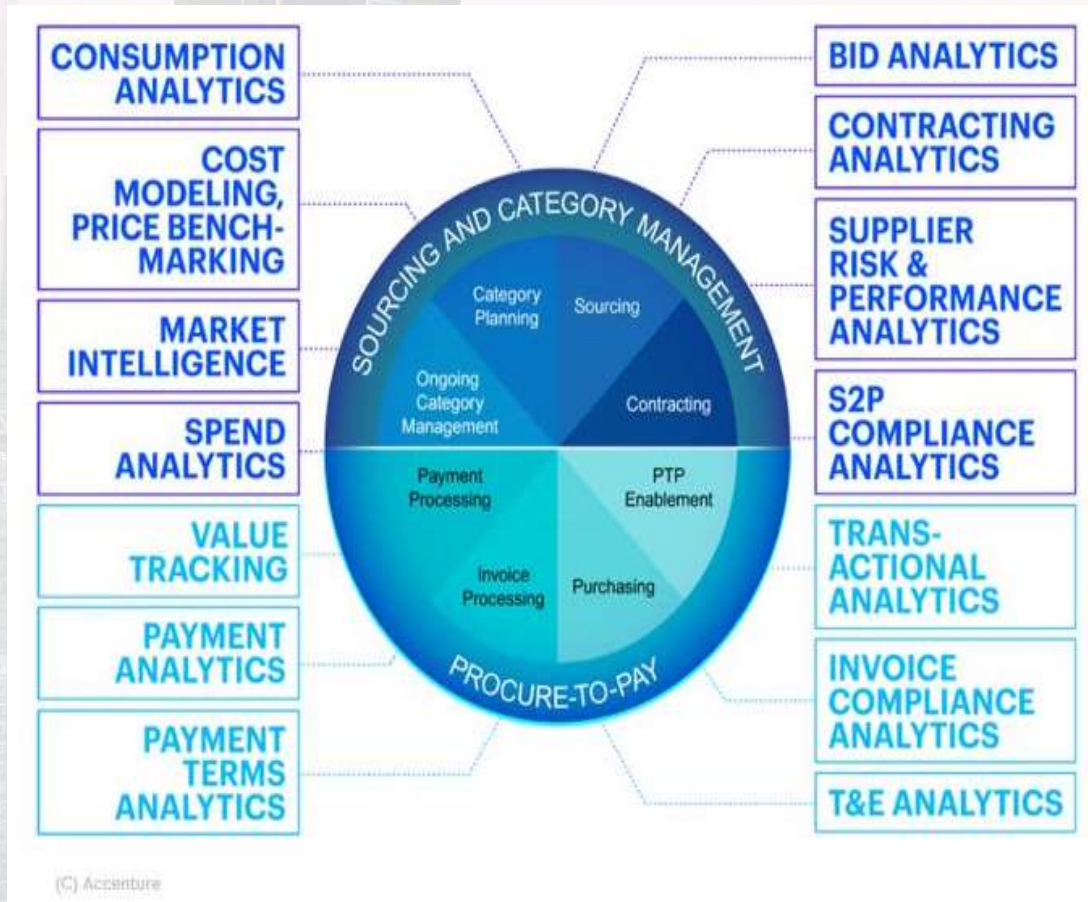 CONSUMPTION
ANALYTICS
COST
MODELING,
PRICE BENCH-
MARKING
MARKET
INTELLIGENCE
SPEND
ANALYTICS
VALUE
TRACKING
PAYMENT
ANALYTICS
PAYMENT
TERMS
ANALYTICS
SOURCING AND CATEGORY MANAGEMENT
Category
Planning
Sourcing
Ongoing
Category
Management
Contracting
Payment
Processing
PTP
Enablement
Invoice
Processing
Purchasing
PROCURE-TO-PAY
BID ANALYTICS
CONTRACTING
ANALYTICS
SUPPLIER
RISK &
PERFORMANCE
ANALYTICS
S2P
COMPLIANCE
ANALYTICS
TRANS-
ACTIONAL
ANALYTICS
INVOICE
COMPLIANCE
ANALYTICS
T&E ANALYTICS
(C) Accenture